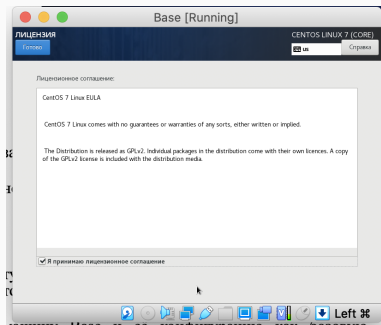 Base [Running]
ЛИЦЕНЗИЯ
CENTOS LINUX 7 (CORE)
Готово
us
Справка
Лицензионное соглашение:
CentOS 7 Linux EULA
CentOS 7 Linux comes with no guarantees or warranties of any sorts, either written or implied.
The Distribution is released as GPLv2. Individual packages in the distribution come with their own licences. A copy
of the GPLv2 license is included with the distribution media.
Я принимаю лицензионное соглашение
Left ⌘